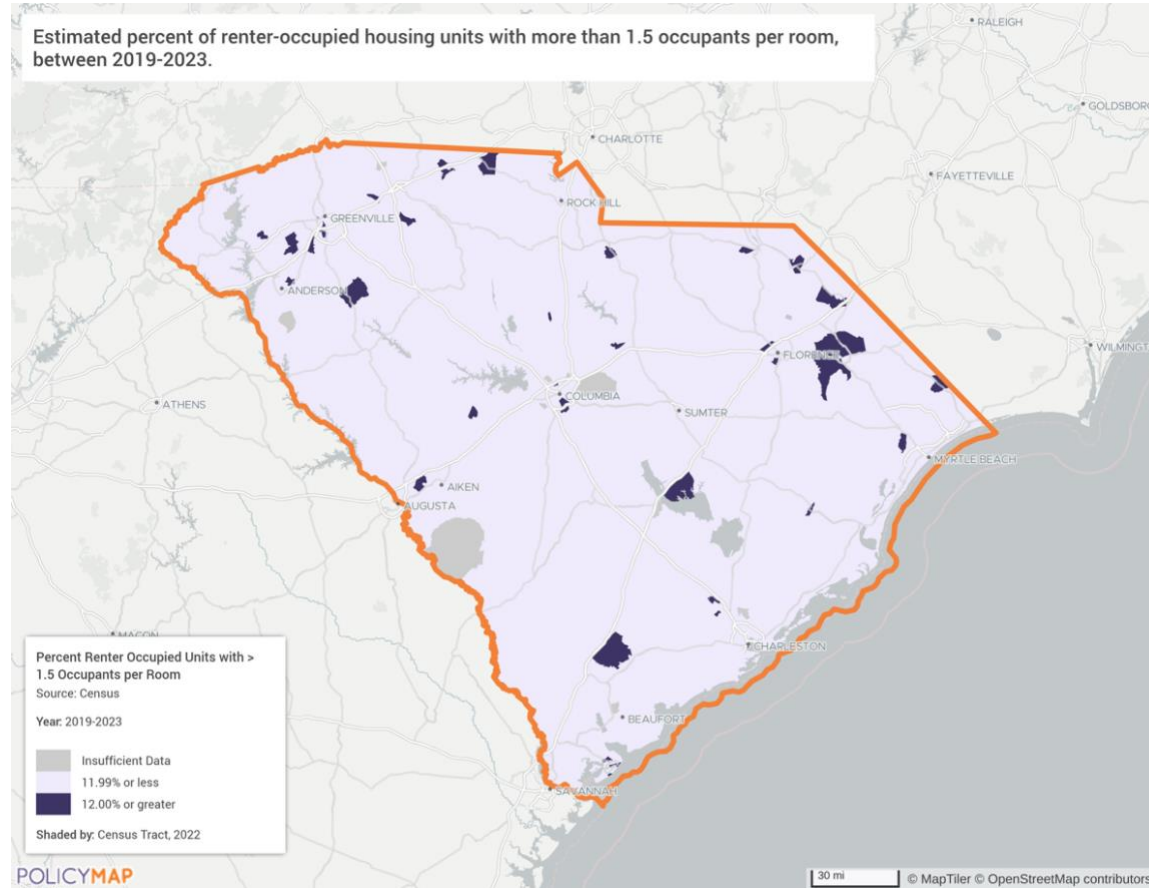 Estimated percent of renter-occupied housing units with more than 1.5 occupants per room,
between 2019-2023.
RALEIGH
GOLDSBORO
CHARLOTTE
FAYETTEVILLE
ROCK HILL
GREENVILLE
ANDERSON
WILMINGT
FLORENCE
ATHENS
COLUMBIA
SUMTER
MYRTLE BEACH
AIKEN
AUGUSTA
MACON
CHARLESTON
BEAUFORT
SAVANNAH
Percent Renter Occupied Units with >
1.5 Occupants per Room
Source: Census
Year: 2019-2023
Insufficient Data
11.99% or less
12.00% or greater
Shaded by: Census Tract, 2022
POLICYMAP
30 mi
© MapTiler © OpenStreetMap contributors